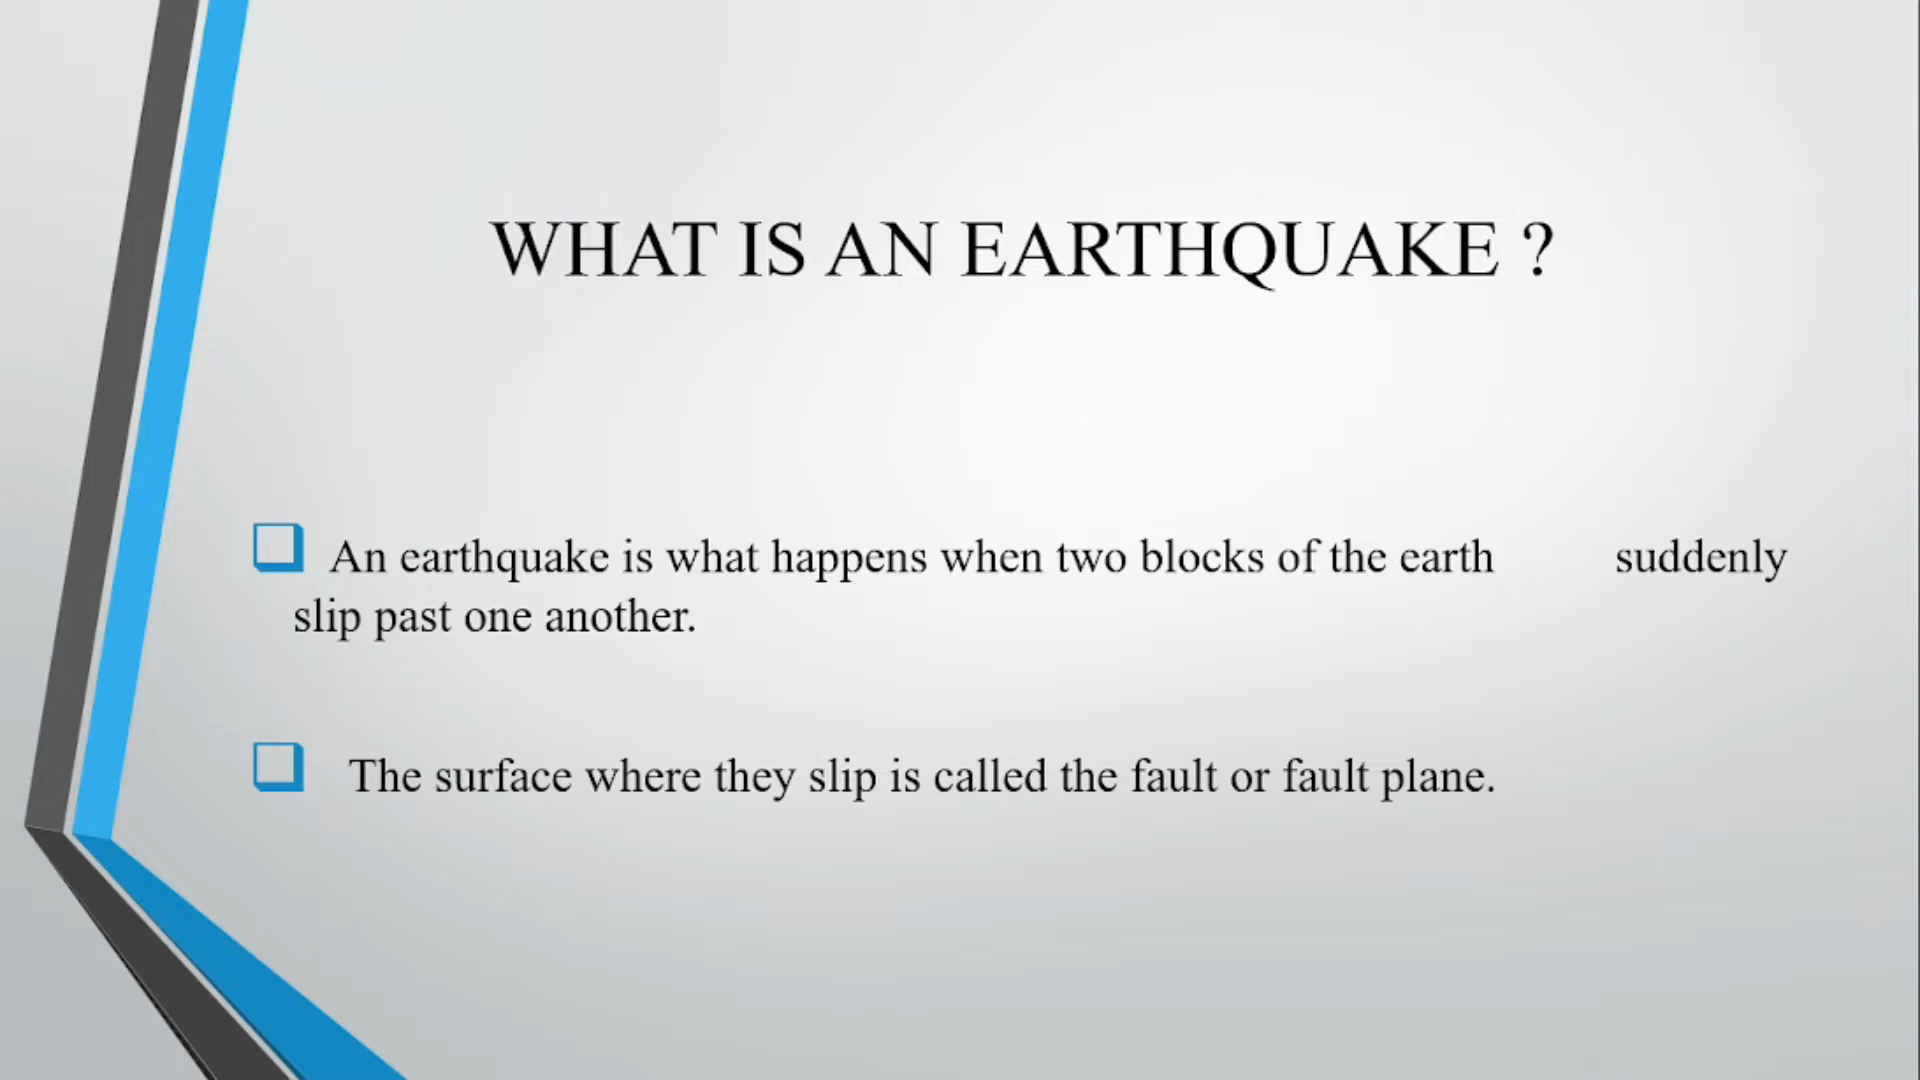 WHAT IS AN EARTHQUAKE ?
An earthquake is what happens when two blocks of the earth suddenly
slip past one another.
The surface where they slip is called the fault or fault plane.